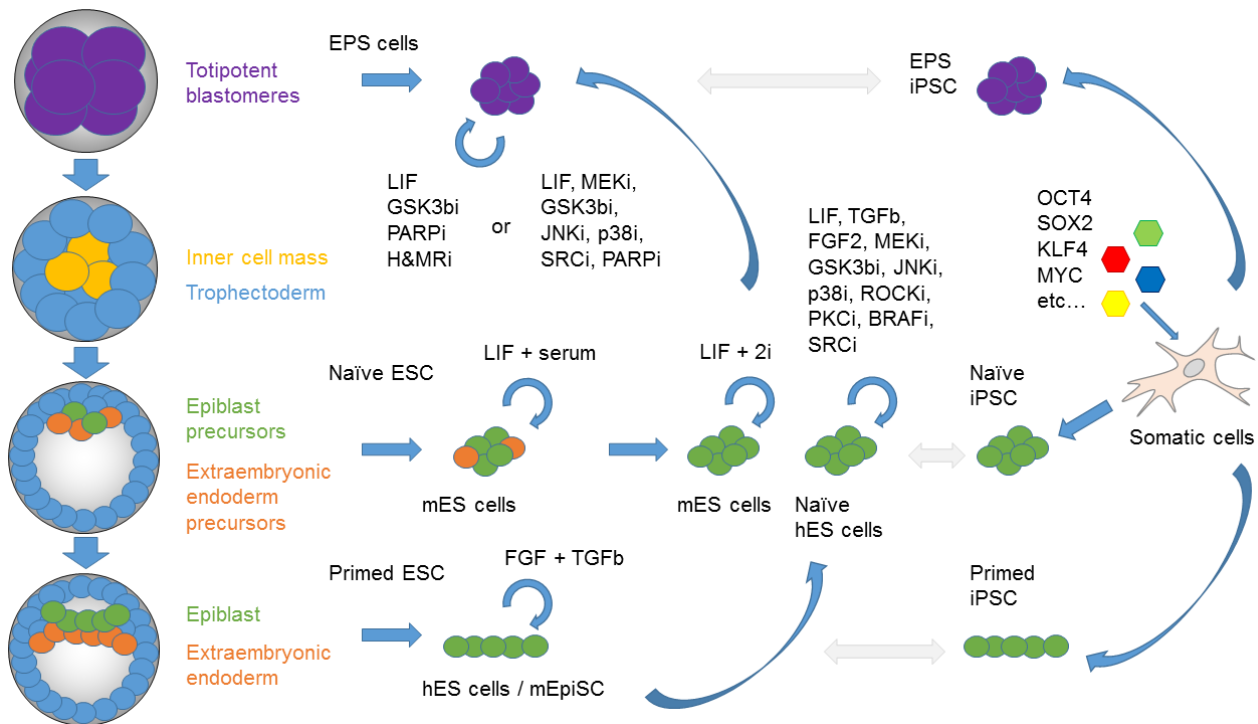 EPS cells
Totipotent
blastomeres
EPS
iPSC
LIF
GSK3bi
PARPi
H&MRi
or
LIF, MEKi,
GSK3bi,
JNKi, p38i,
SRCi, PARPi
LIF, TGFb,
FGF2, MEKi,
GSK3bi, JNKi,
p38i, ROCKi,
PKCi, BRAFi,
SRCi
OCT4
SOX2
KLF4
MYC
etc…
Inner cell mass
Trophectoderm
Naïve ESC
LIF + serum
LIF + 2i
Naïve
iPSC
Epiblast
precursors
Extraembryonic
endoderm
precursors
mES cells
mES cells
Naïve
hES cells
Somatic cells
Primed ESC
FGF + TGFb
Primed
iPSC
Epiblast
Extraembryonic
endoderm
hES cells / mEpiSC